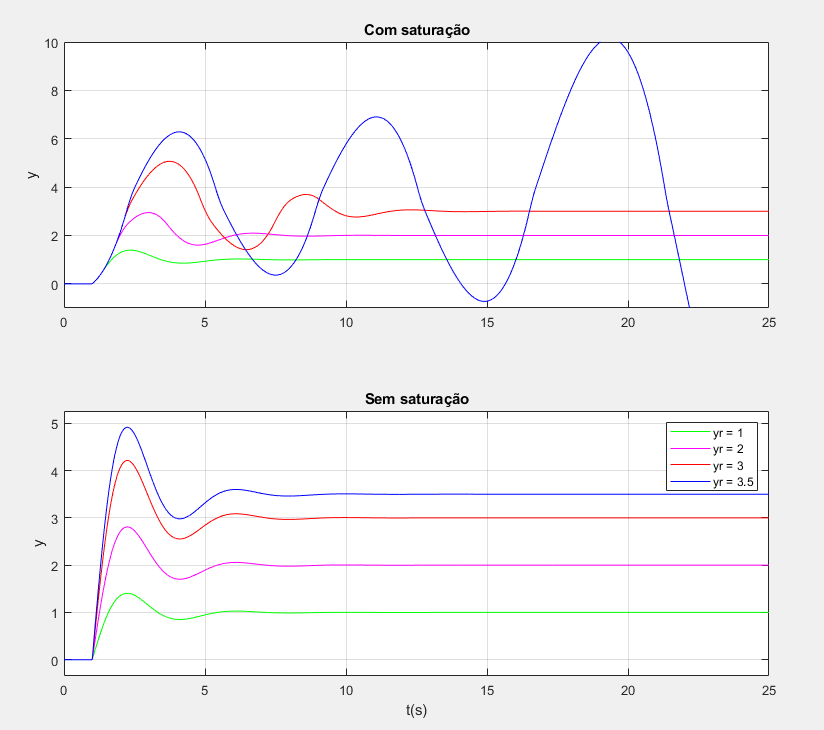 Com saturação
10
8
6
4
2
0
y
0 5 10 15 20 25
Sem saturação
5
4
3
2
1
0
y
yr = 1
yr = 2
yr = 3
yr = 3.5
0 5 10 15 20 25
t(s)